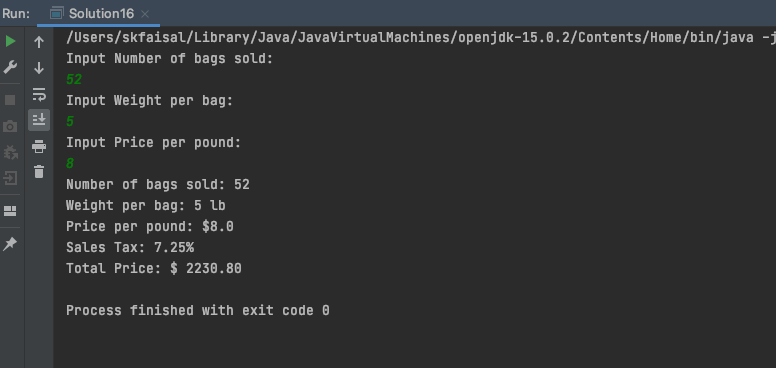 Run: Solution16
/Users/skfaisal/Library/Java/JavaVirtualMachines/openjdk-15.0.2/Contents/Home/bin/java -j
Input Number of bags sold:
52
Input Weight per bag:
5
Input Price per pound:
8
Number of bags sold: 52
Weight per bag: 5 lb
Price per pound: $8.0
Sales Tax: 7.25%
Total Price: $ 2230.80
Process finished with exit code 0